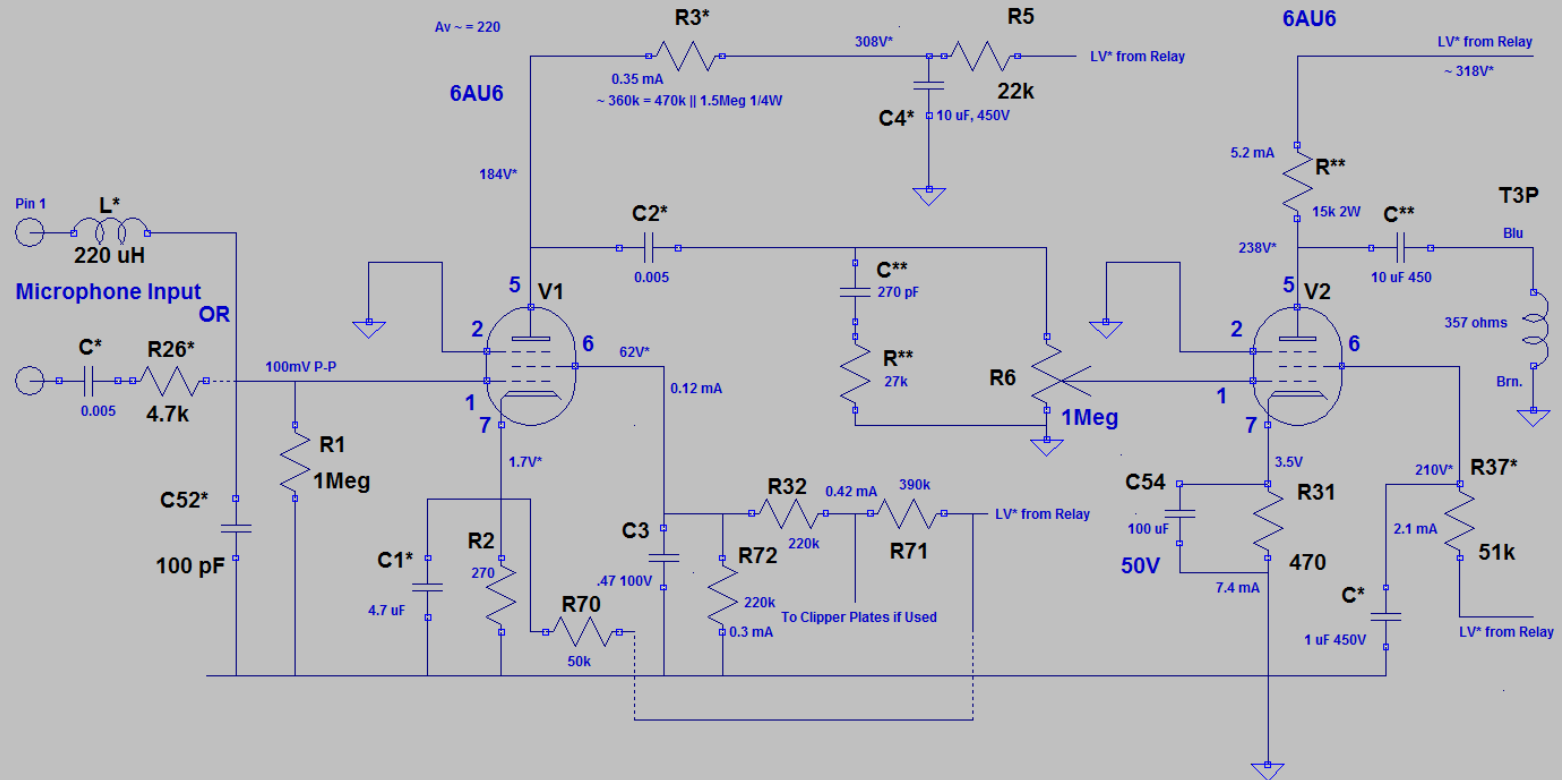 Av ~ = 220
R3*
R5
6AU6
308V*
LV* from Relay
LV* from Relay
0.35 mA
~ 318V*
6AU6
~ 360k = 470k || 1.5Meg 1/4W
22k
C4*
10 uF, 450V
5.2 mA
R**
184V*
Pin 1
L*
C2*
15k 2W
C**
T3P
Blu
220 uH
238V*
0.005
C**
10 uF 450
Microphone Input
5
V1
270 pF
5
V2
OR
2
6
2
6
357 ohms
C*
R26*
62V*
R**
100mV P-P
R6
27k
0.12 mA
Brn.
0.005
4.7k
1
1
1Meg
7
7
R1
1.7V*
3.5V
210V*
R37*
1Meg
C54
R31
R32
0.42 mA
390k
C52*
LV* from Relay
100 uF
2.1 mA
C3
R2
220k
R71
51k
C1*
R72
100 pF
50V
470
270
.47 100V
7.4 mA
C*
4.7 uF
R70
220k
To Clipper Plates if Used
0.3 mA
1 uF 450V
LV* from Relay
50k